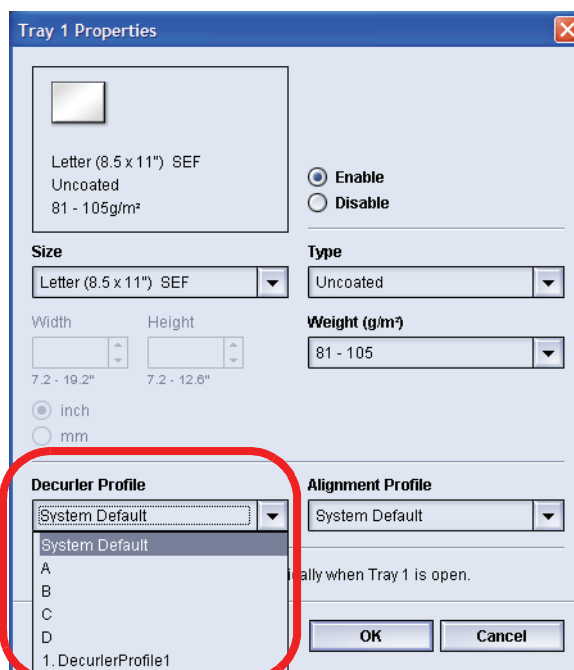 Tray 1 Properties
Letter (8.5 x 11") SEF
Uncoated
81 - 105g/m²
Enable
Disable
Size
Letter (8.5 x 11") SEF
Type
Uncoated
Width
Height
7.2 - 19.2"
7.2 - 12.6"
Weight (g/m²)
81 - 105
inch
mm
Decurler Profile
System Default
Alignment Profile
System Default
System Default
A
B
C
D
1. DecurlerProfile1
when Tray 1 is open.
OK
Cancel